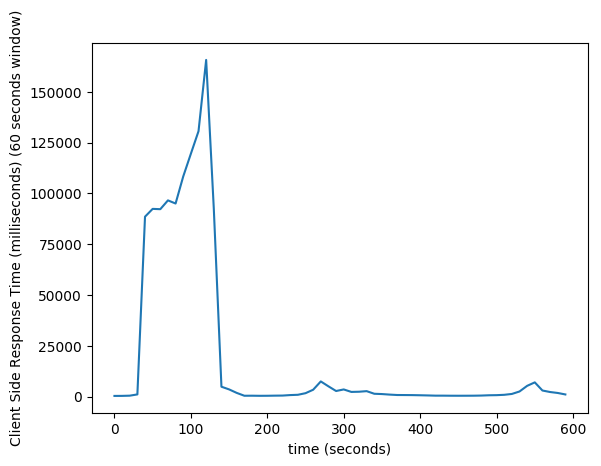 Client Side Response Time (milliseconds) (60 seconds window)
150000
125000
100000
75000
50000
25000
0
0 100 200 300 400 500 600
time (seconds)